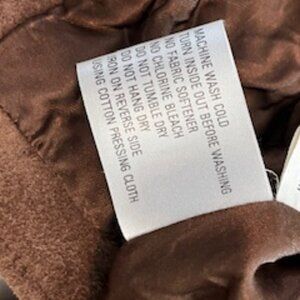 MACHINE WASH COLD
TURN INSIDE OUT BEFORE WASHING
NO FABRIC SOFTENER
NO CHLORINE BLEACH
DO NOT TUMBLE DRY
DO NOT HANG DRY
IRON ON REVERSE SIDE
USING COTTON PRESSING CLOTH